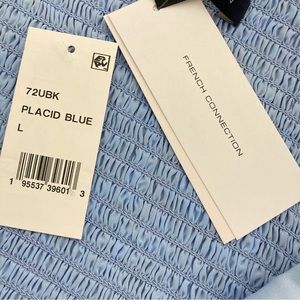 72UBK
PLACID BLUE
L
1 95537 39601 3
FRENCH CONNECTION